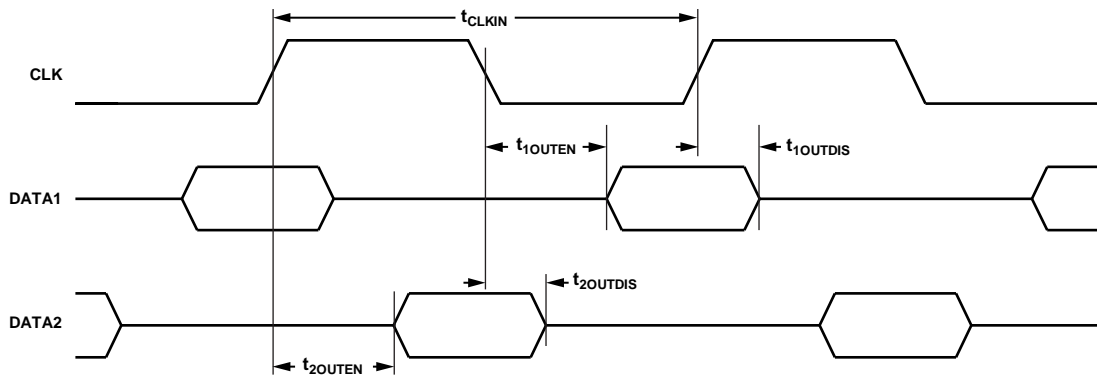 tCLKIN
CLK
t1OUTEN
t1OUTDIS
DATA1
t2OUTDIS
DATA2
t2OUTEN